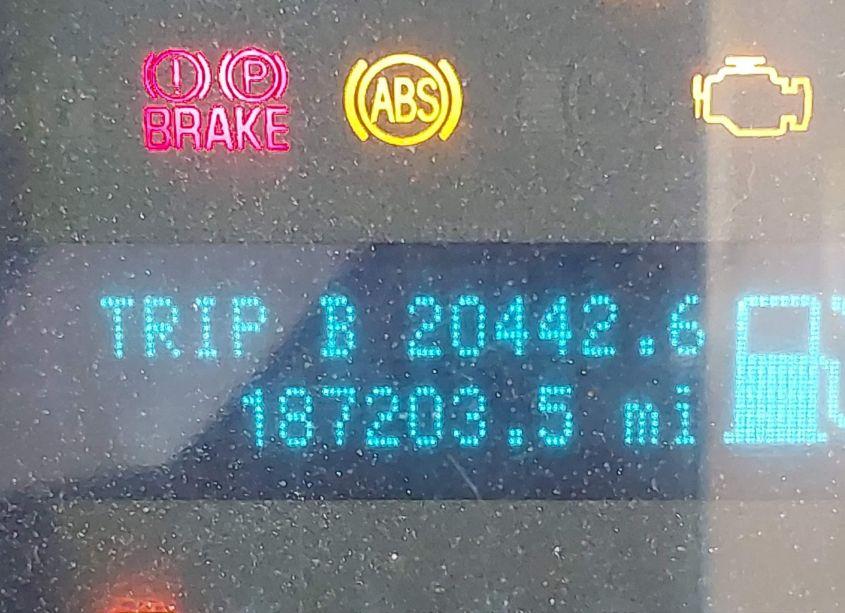 ! P
BRAKE
ABS
TRIP B 20442.6
187203.5 mi